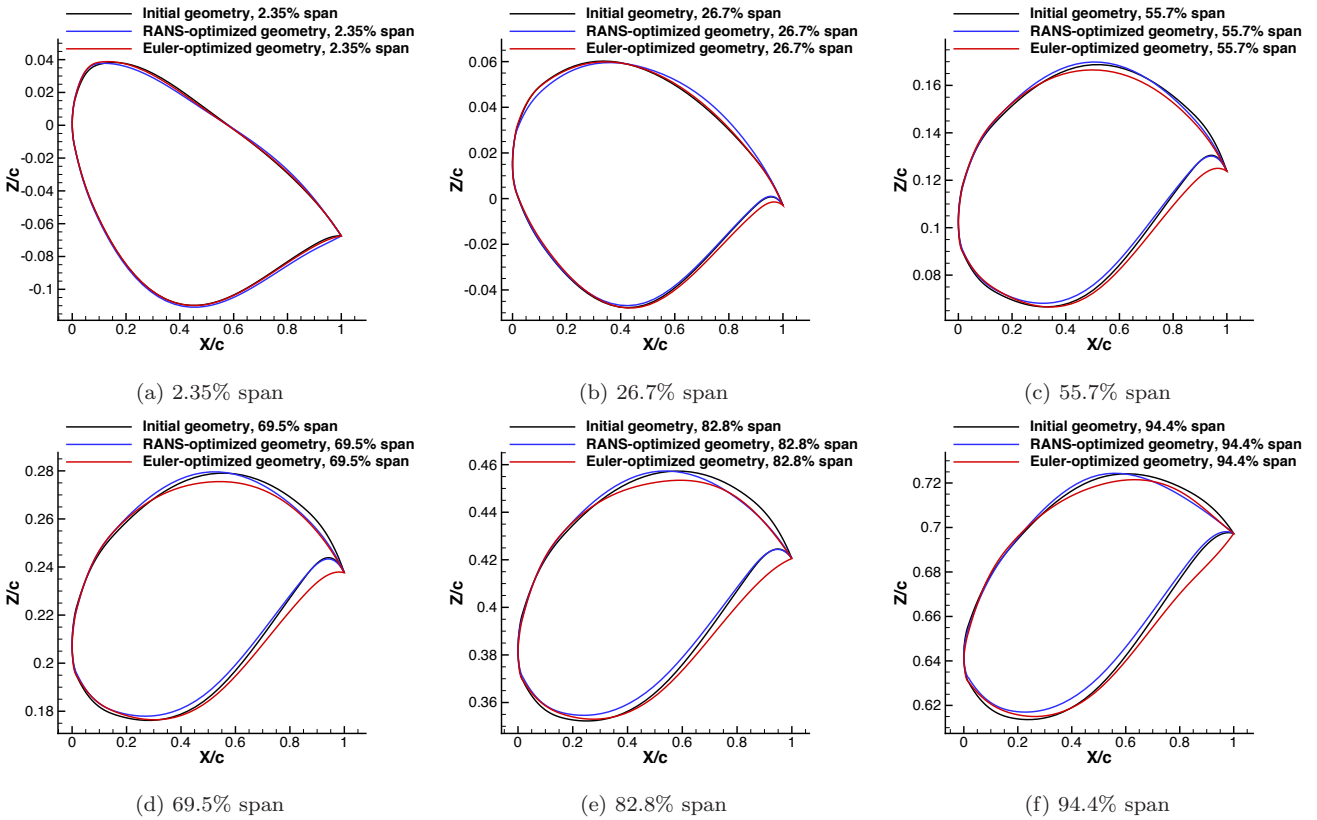 Initial geometry, 2.35% span
RANS-optimized geometry, 2.35% span
Euler-optimized geometry, 2.35% span
0.04
0.02
0
-0.02
-0.04
-0.06
-0.08
-0.1
Z/c
0 0.2 0.4 0.6 0.8 1
X/c
(a) 2.35% span
Initial geometry, 26.7% span
RANS-optimized geometry, 26.7% span
Euler-optimized geometry, 26.7% span
0.06
0.04
0.02
0
-0.02
-0.04
Z/c
0 0.2 0.4 0.6 0.8 1
X/c
(b) 26.7% span
Initial geometry, 55.7% span
RANS-optimized geometry, 55.7% span
Euler-optimized geometry, 55.7% span
0.16
0.14
0.12
0.1
0.08
Z/c
0 0.2 0.4 0.6 0.8 1
X/c
(c) 55.7% span
Initial geometry, 69.5% span
RANS-optimized geometry, 69.5% span
Euler-optimized geometry, 69.5% span
0.28
0.26
0.24
0.22
0.2
0.18
Z/c
0 0.2 0.4 0.6 0.8 1
X/c
(d) 69.5% span
Initial geometry, 82.8% span
RANS-optimized geometry, 82.8% span
Euler-optimized geometry, 82.8% span
0.46
0.44
0.42
0.4
0.38
0.36
Z/c
0 0.2 0.4 0.6 0.8 1
X/c
(e) 82.8% span
Initial geometry, 94.4% span
RANS-optimized geometry, 94.4% span
Euler-optimized geometry, 94.4% span
0.72
0.7
0.68
0.66
0.64
0.62
Z/c
0 0.2 0.4 0.6 0.8 1
X/c
(f) 94.4% span